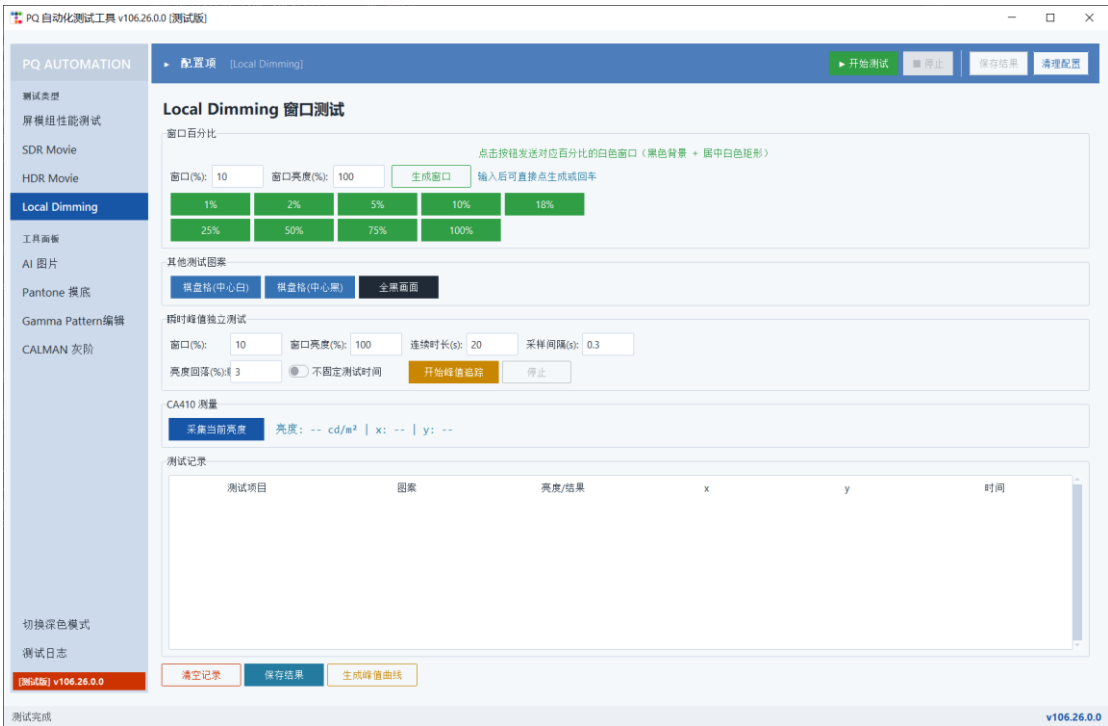 PQ 自动化测试工具 v106.26.0.0 [测试版]
PQ AUTOMATION
▸ 配置项 [Local Dimming]
▶ 开始测试
■ 停止
保存结果
清理配置
测试类型
屏模组性能测试
SDR Movie
HDR Movie
Local Dimming
工具面板
AI 图片
Pantone 摸底
Gamma Pattern编辑
CALMAN 灰阶
切换深色模式
测试日志
[测试版] v106.26.0.0
Local Dimming 窗口测试
窗口百分比
点击按钮发送对应百分比的白色窗口（黑色背景 + 居中白色矩形）
窗口(%): 10 窗口亮度(%): 100 生成窗口 输入后可直接点生成或回车
1% 2% 5% 10% 18%
25% 50% 75% 100%
其他测试图案
棋盘格(中心白) 棋盘格(中心黑) 全黑画面
瞬时峰值独立测试
窗口(%): 10 窗口亮度(%): 100 连续时长(s): 20 采样间隔(s): 0.3
亮度回落(%): 3 不固定测试时间 开始峰值追踪 停止
CA410 测量
采集当前亮度 亮度: -- cd/m² | x: -- | y: --
测试记录
测试项目 图案 亮度/结果 x y 时间
清空记录 保存结果 生成峰值曲线
测试完成
v106.26.0.0